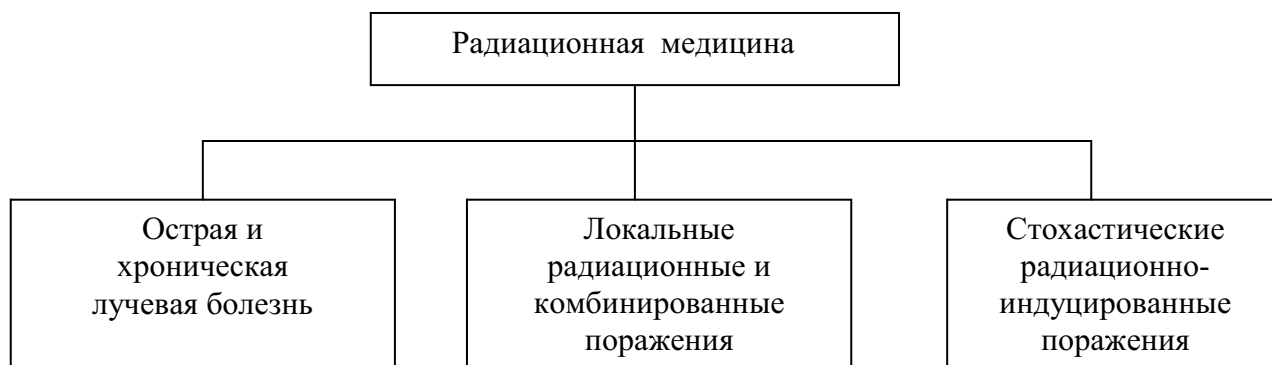 Радиационная медицина
Острая и
хроническая
лучевая болезнь
Локальные
радиационные и
комбинированные
поражения
Стохастические
радиационно-
индуцированные
поражения